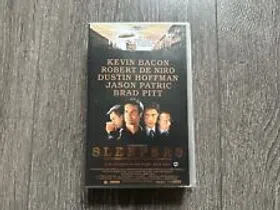 KEVIN BACON
ROBERT DE NIRO
DUSTIN HOFFMAN
JASON PATRIC
BRAD PITT
SLEEPERS